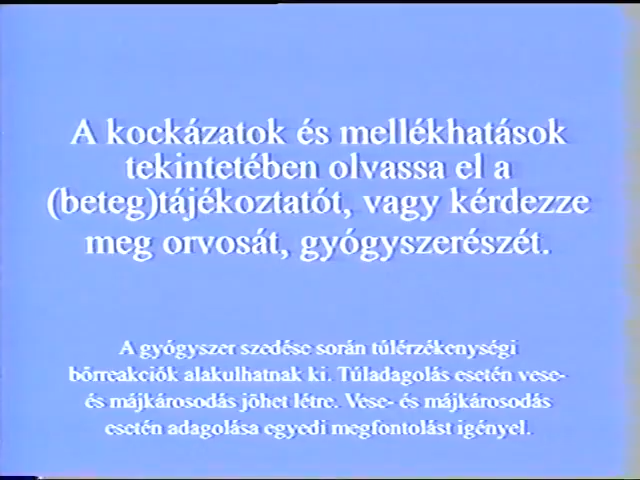 A kockázatok és mellékhatások
tekintetében olvassa el a
(beteg)tájékoztatót, vagy kérdezze
meg orvosát, gyógyszerészét.
A gyógyszer szedése során túlérzékenységi
bőrreakciók alakulhatnak ki. Túladagolás esetén vese-
és májkárosodás jöhet létre. Vese- és májkárosodás
esetén adagolása egyedi megfontolást igényel.